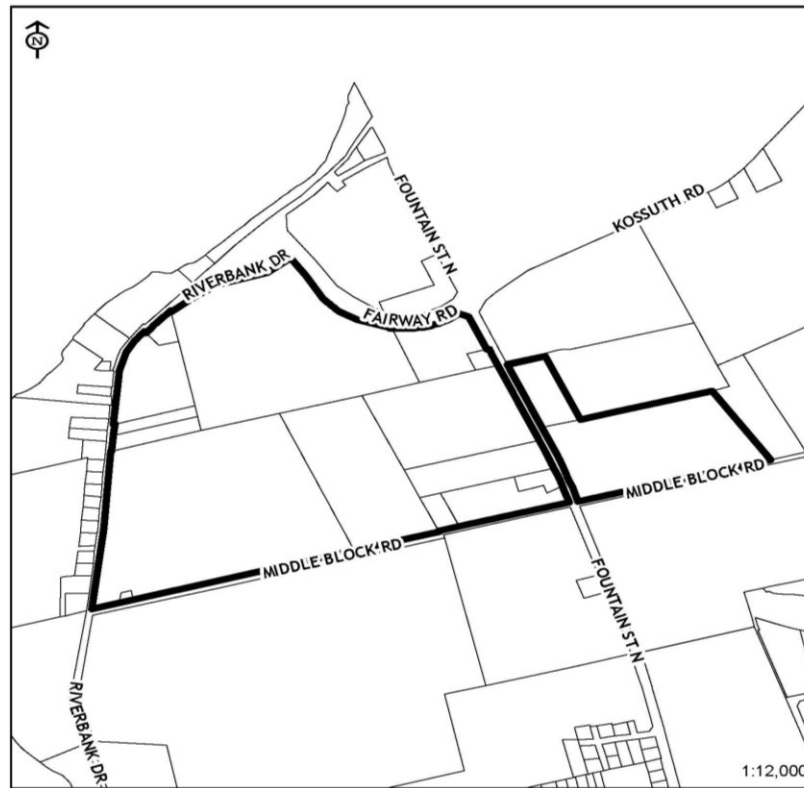 N
FOUNTAIN ST. N
KOSSUTH RD
RIVERBANK DR
FAIRWAY RD
MIDDLE BLOCK RD
MIDDLE BLOCK RD
FOUNTAIN ST. N
RIVERBANK DR
1:12,000